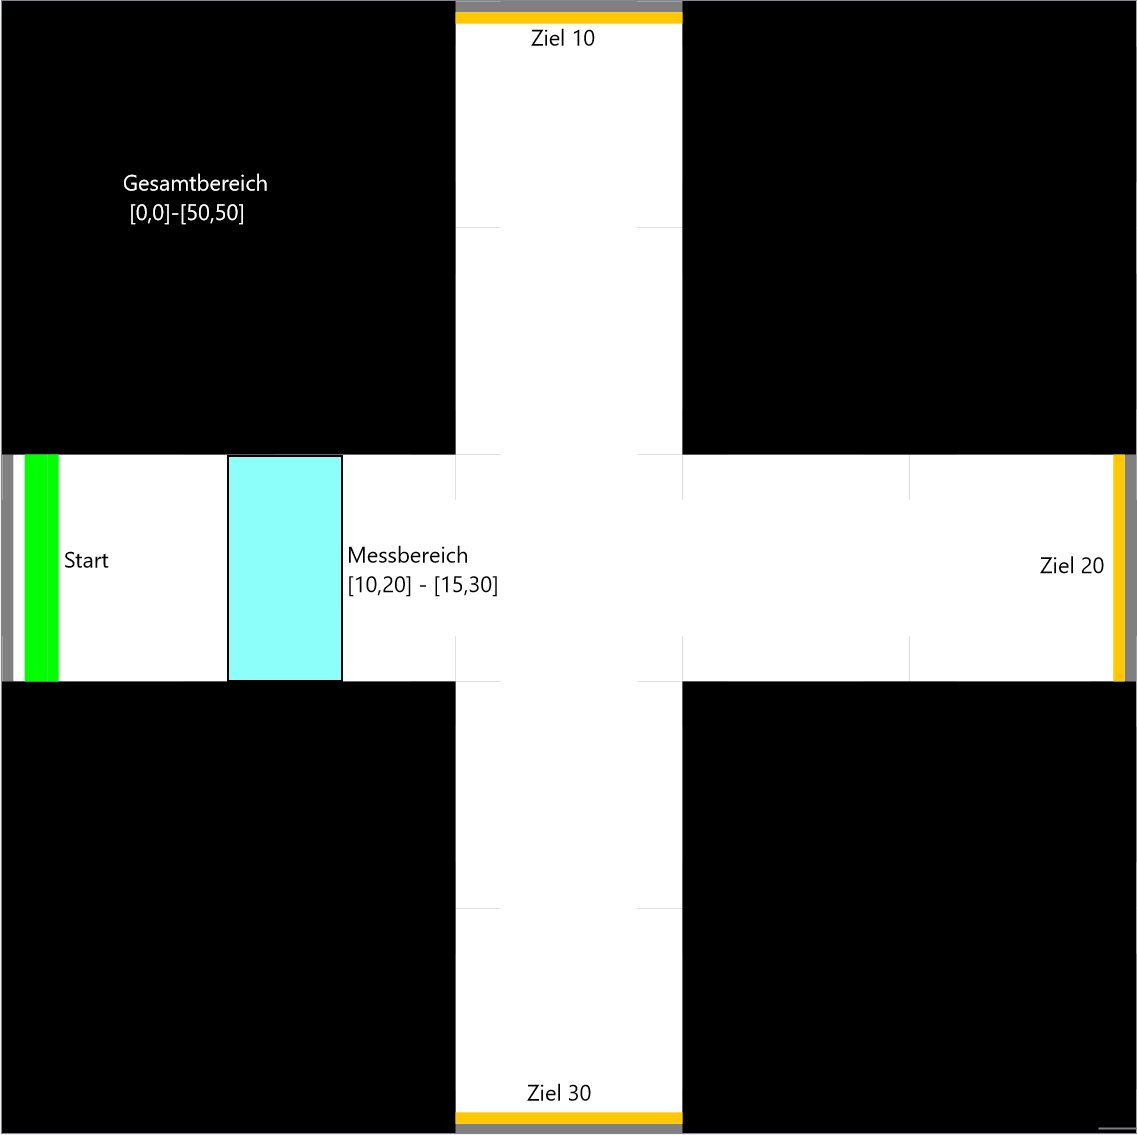 Ziel 10
Gesamtbereich
[0,0]-[50,50]
Start
Messbereich
[10,20] - [15,30]
Ziel 20
Ziel 30